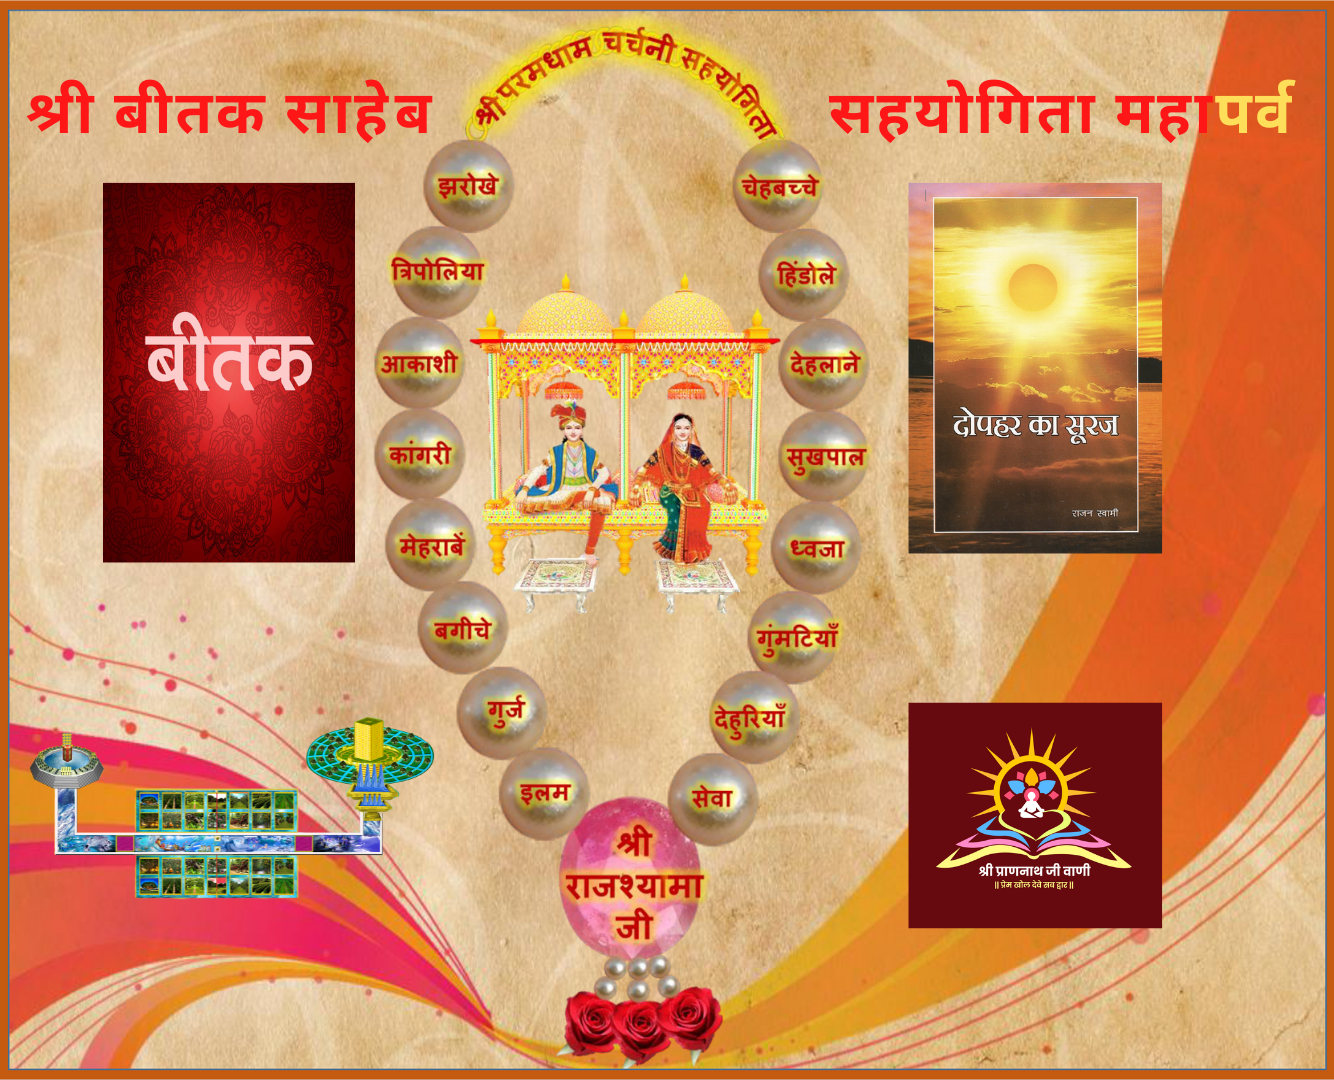 श्री परमधाम चर्चनी सहयोगिता
श्री बीतक साहेब
सहयोगिता महापर्व
झरोखे
चेहबच्चे
त्रिपोलिया
हिंडोले
आकाशी
देहलाने
कांगरी
सुखपाल
मेहराबें
ध्वजा
बगीचे
गुंमटियाँ
गुर्ज
देहुरियाँ
इलम
सेवा
श्री
राजश्यामा
जी
बीतक
दोपहर का सूरज
राजन स्वामी
श्री प्राणनाथ जी वाणी
॥ प्रेम खोल देवे सब द्वार ॥